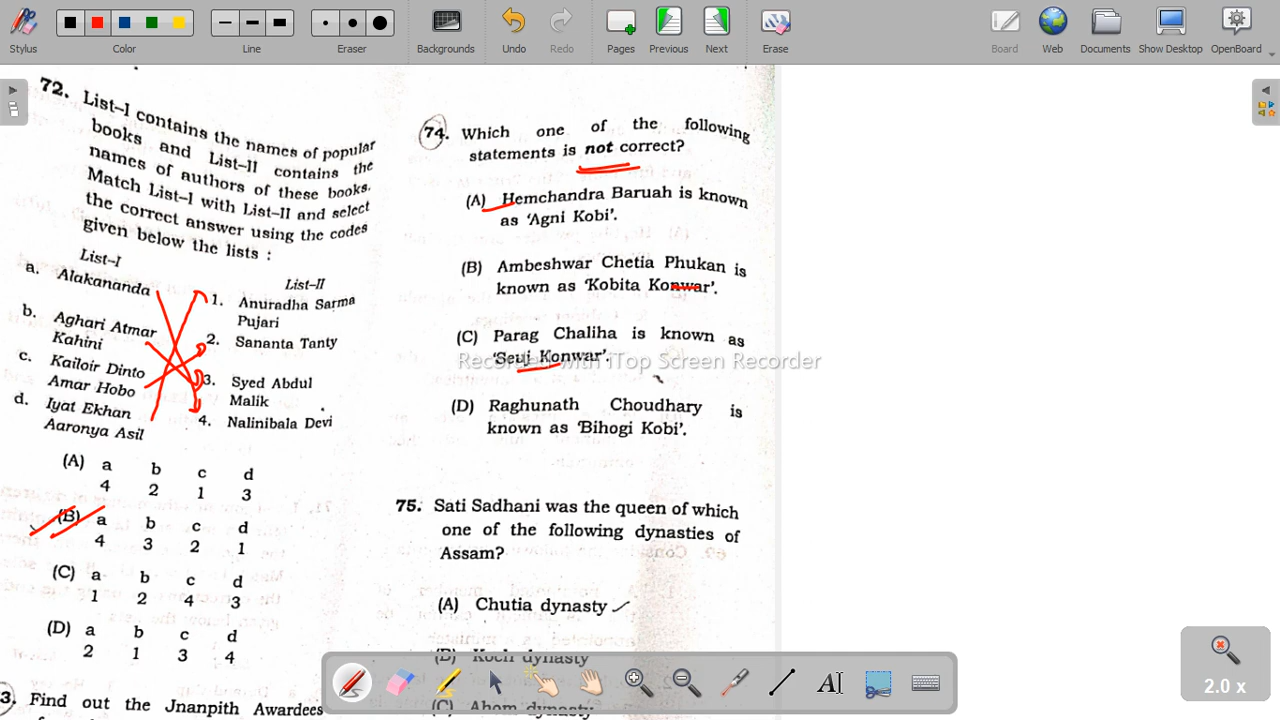 Stylus
Color
Line
Eraser
Backgrounds
Undo
Redo
Pages
Previous
Next
Erase
Board
Web
Documents
Show Desktop
OpenBoard
72. List–I contains the names of popular
books and List–II contains the
names of authors of these books.
Match List–I with List–II and select
the correct answer using the codes
given below the lists :
List–I
List–II
a. Alakananda
b. Aghari Atmar
Kahini
c. Kailoir Dinto
Amar Hobo
d. Iyat Ekhan
Aaronya Asil
1. Anuradha Sarma
Pujari
2. Sananta Tanty
3. Syed Abdul
Malik
4. Nalinibala Devi
(A) a b c d
4 2 1 3
(B) a b c d
4 3 2 1
(C) a b c d
1 2 4 3
(D) a b c d
2 1 3 4
3. Find out the Jnanpith Awardees
74. Which one of the following
statements is not correct?
(A) Hemchandra Baruah is known
as ‘Agni Kobi’.
(B) Ambeshwar Chetia Phukan is
known as ‘Kobita Konwar’.
(C) Parag Chaliha is known as
‘Seuj Konwar’.
(D) Raghunath Choudhary is
known as ‘Bihogi Kobi’.
75. Sati Sadhani was the queen of which
one of the following dynasties of
Assam?
(A) Chutia dynasty
(B) Koch dynasty
(C) Ahom dynasty
Recorded with iTop Screen Recorder
2.0 x